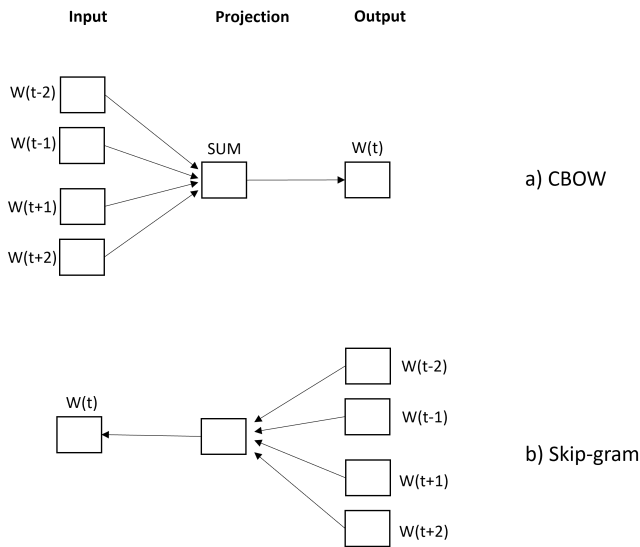 Input Projection Output
W(t-2)
W(t-1)
SUM W(t)
a) CBOW
W(t+1)
W(t+2)
W(t-2)
W(t) W(t-1)
b) Skip-gram
W(t+1)
W(t+2)